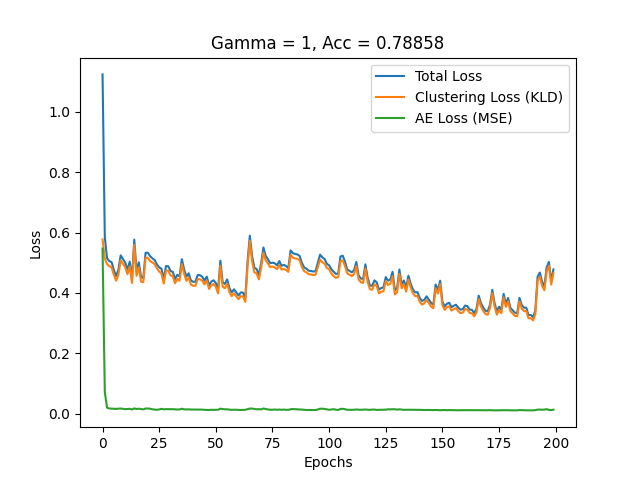 Gamma = 1, Acc = 0.78858
Total Loss
Clustering Loss (KLD)
AE Loss (MSE)
Loss
1.0
0.8
0.6
0.4
0.2
0.0
0 25 50 75 100 125 150 175 200
Epochs